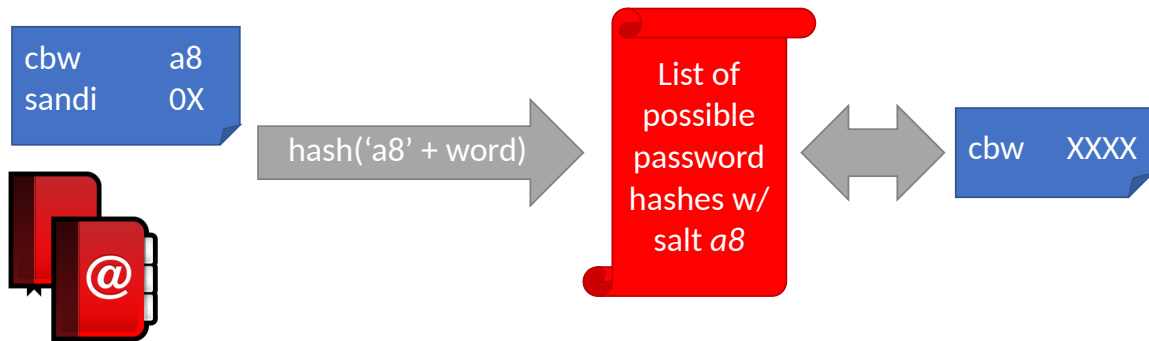 cbw a8
sandi 0X
hash(‘a8’ + word)
List of
possible
password
hashes w/
salt a8
cbw XXXX
@